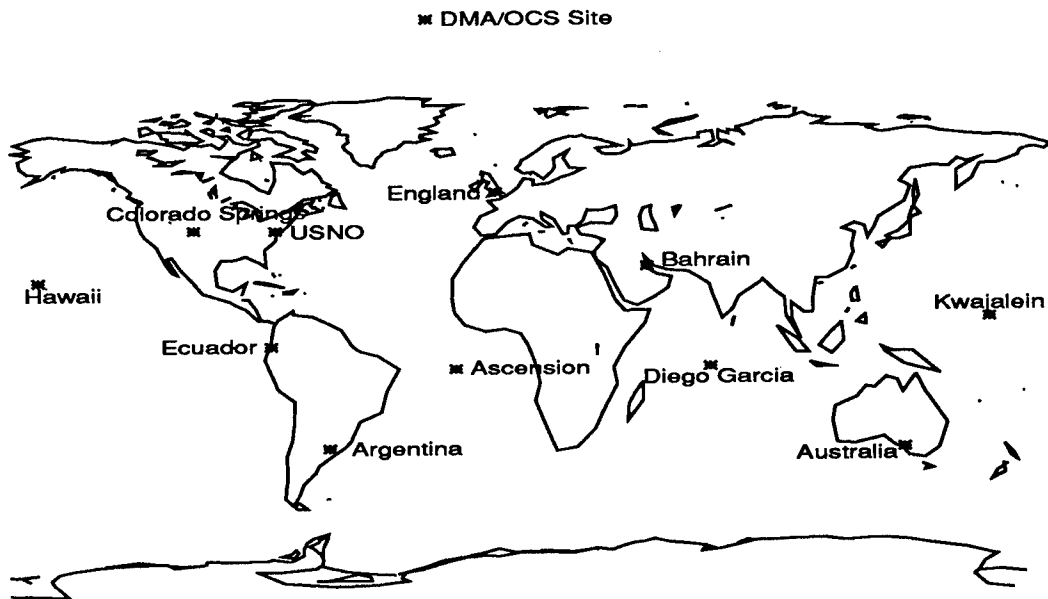 DMA/OCS Site
England
Colorado Springs
USNO
Bahrain
Hawaii
Kwajalein
Ecuador
Ascension
Diego Garcia
Argentina
Australia